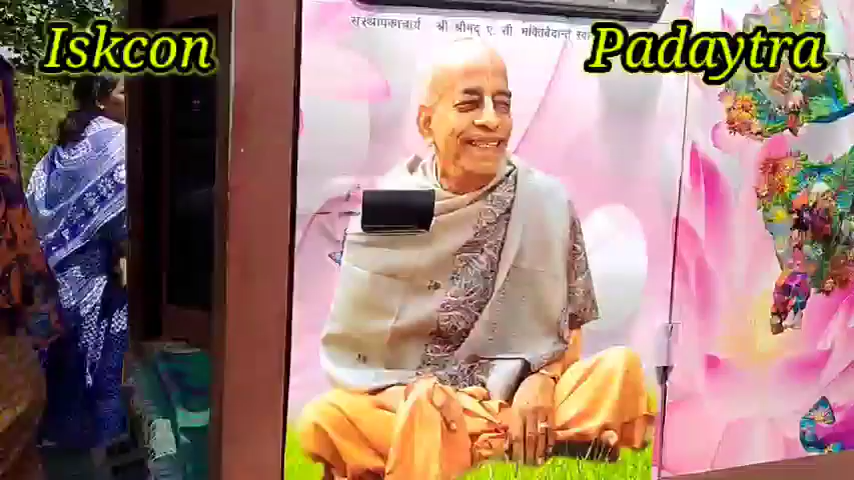 संस्थापकाचार्य श्री श्रीमद् ए. सी. भक्तिवेदान्त
Iskcon Padaytra